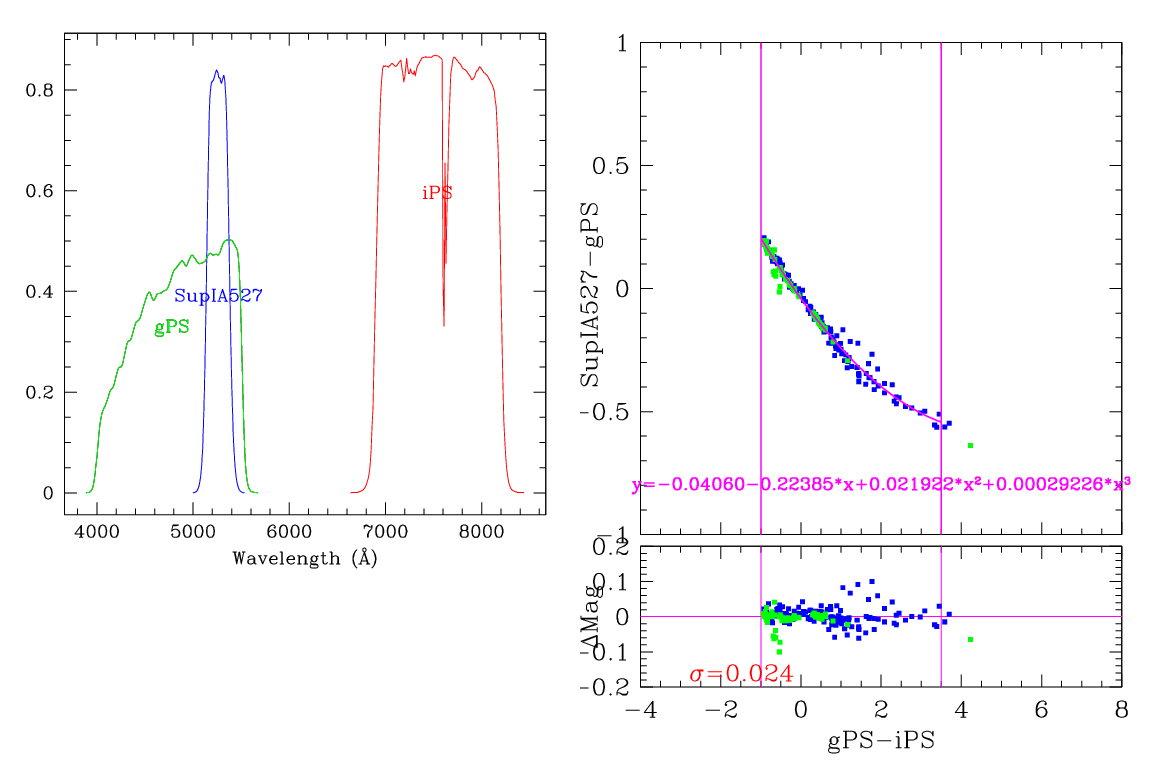 0.8
0.6
0.4
0.2
0
iPS
SupIA527
gPS
4000 5000 6000 7000 8000
Wavelength (Å)
1
0.5
0
-0.5
-1
SupIA527−gPS
y=−0.04060−0.22385*x+0.021922*x²+0.00029226*x³
0.2
0.1
0
-0.1
-0.2
ΔMag
σ=0.024
−4 −2 0 2 4 6 8
gPS−iPS